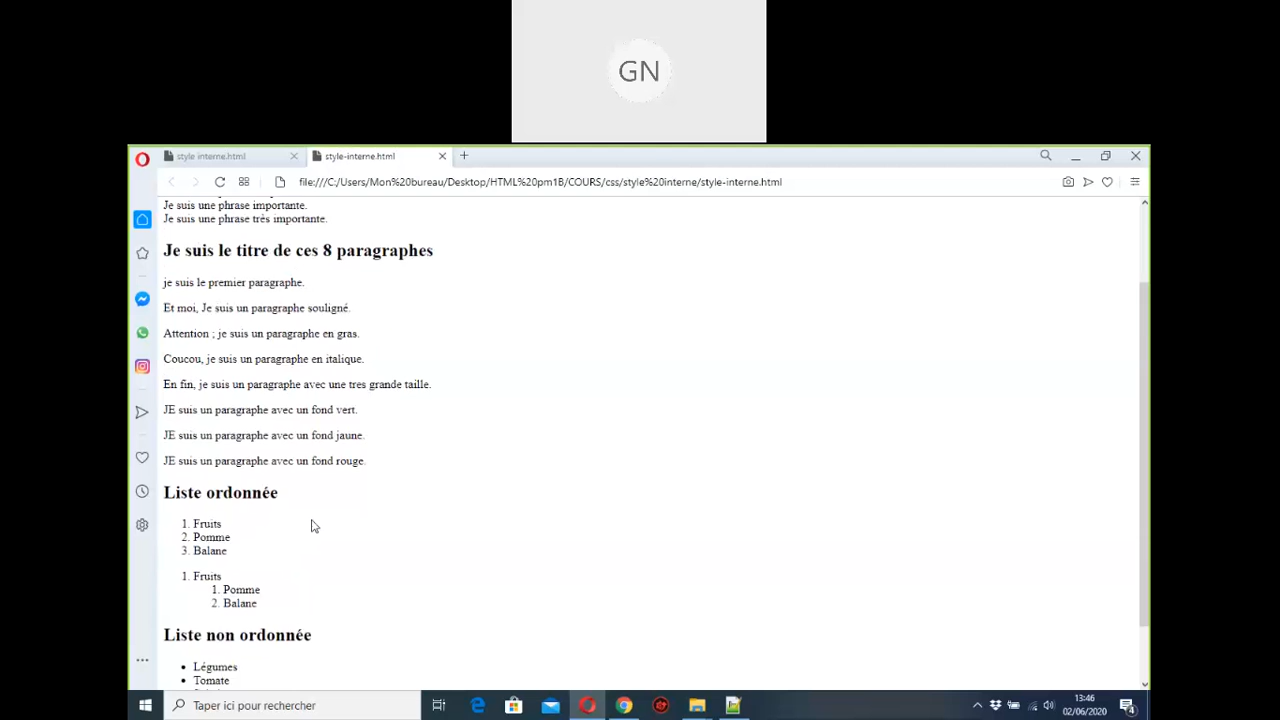 GN
style interne.html
style-interne.html
file:///C:/Users/Mon%20bureau/Desktop/HTML%20pm1B/COURS/css/style%20interne/style-interne.html
Je suis une phrase importante.
Je suis une phrase très importante.
Je suis le titre de ces 8 paragraphes
je suis le premier paragraphe.
Et moi, Je suis un paragraphe souligné.
Attention ; je suis un paragraphe en gras.
Coucou, je suis un paragraphe en italique.
En fin, je suis un paragraphe avec une tres grande taille.
JE suis un paragraphe avec un fond vert.
JE suis un paragraphe avec un fond jaune.
JE suis un paragraphe avec un fond rouge.
Liste ordonnée
1. Fruits
2. Pomme
3. Balane
1. Fruits
1. Pomme
2. Balane
Liste non ordonnée
• Légumes
• Tomate
Taper ici pour rechercher
13:46
02/06/2020
4